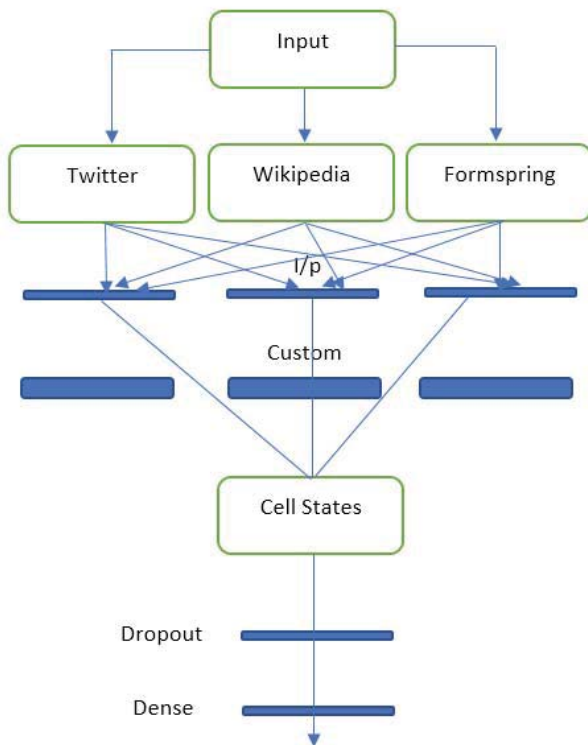 Input
Twitter
Wikipedia
Formspring
I/p
Custom
Cell States
Dropout
Dense